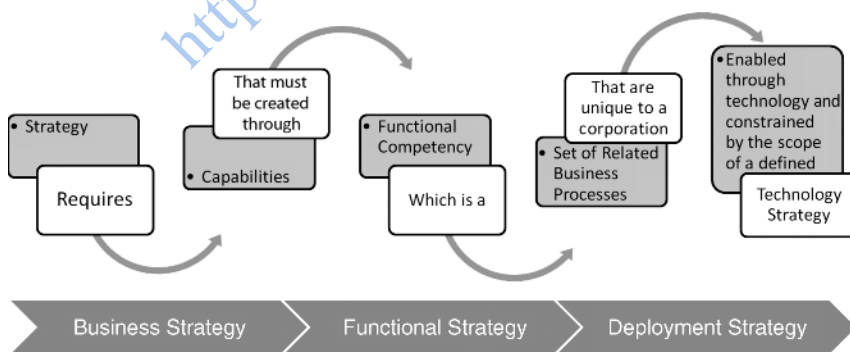 http
• Strategy
Requires
That must
be created
through
• Capabilities
• Functional
Competency
Which is a
That are
unique to a
corporation
• Set of Related
Business
Processes
• Enabled
through
technology and
constrained
by the scope
of a defined
Technology
Strategy
Business Strategy
Functional Strategy
Deployment Strategy